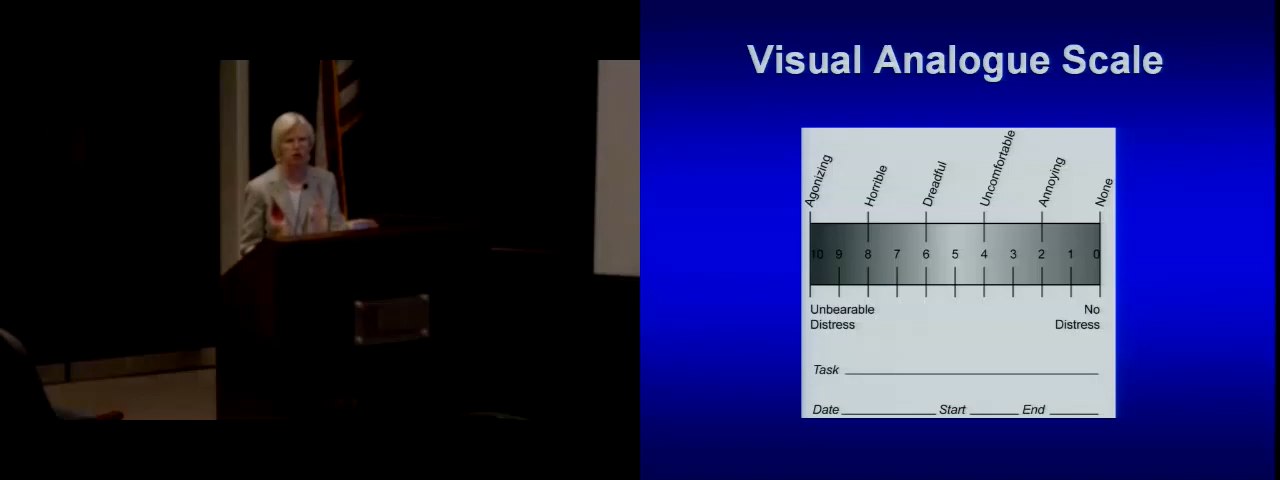 Visual Analogue Scale
Agonizing Horrible Dreadful Uncomfortable Annoying None
10 9 8 7 6 5 4 3 2 1 0
Unbearable Distress
No Distress
Task
Date Start End